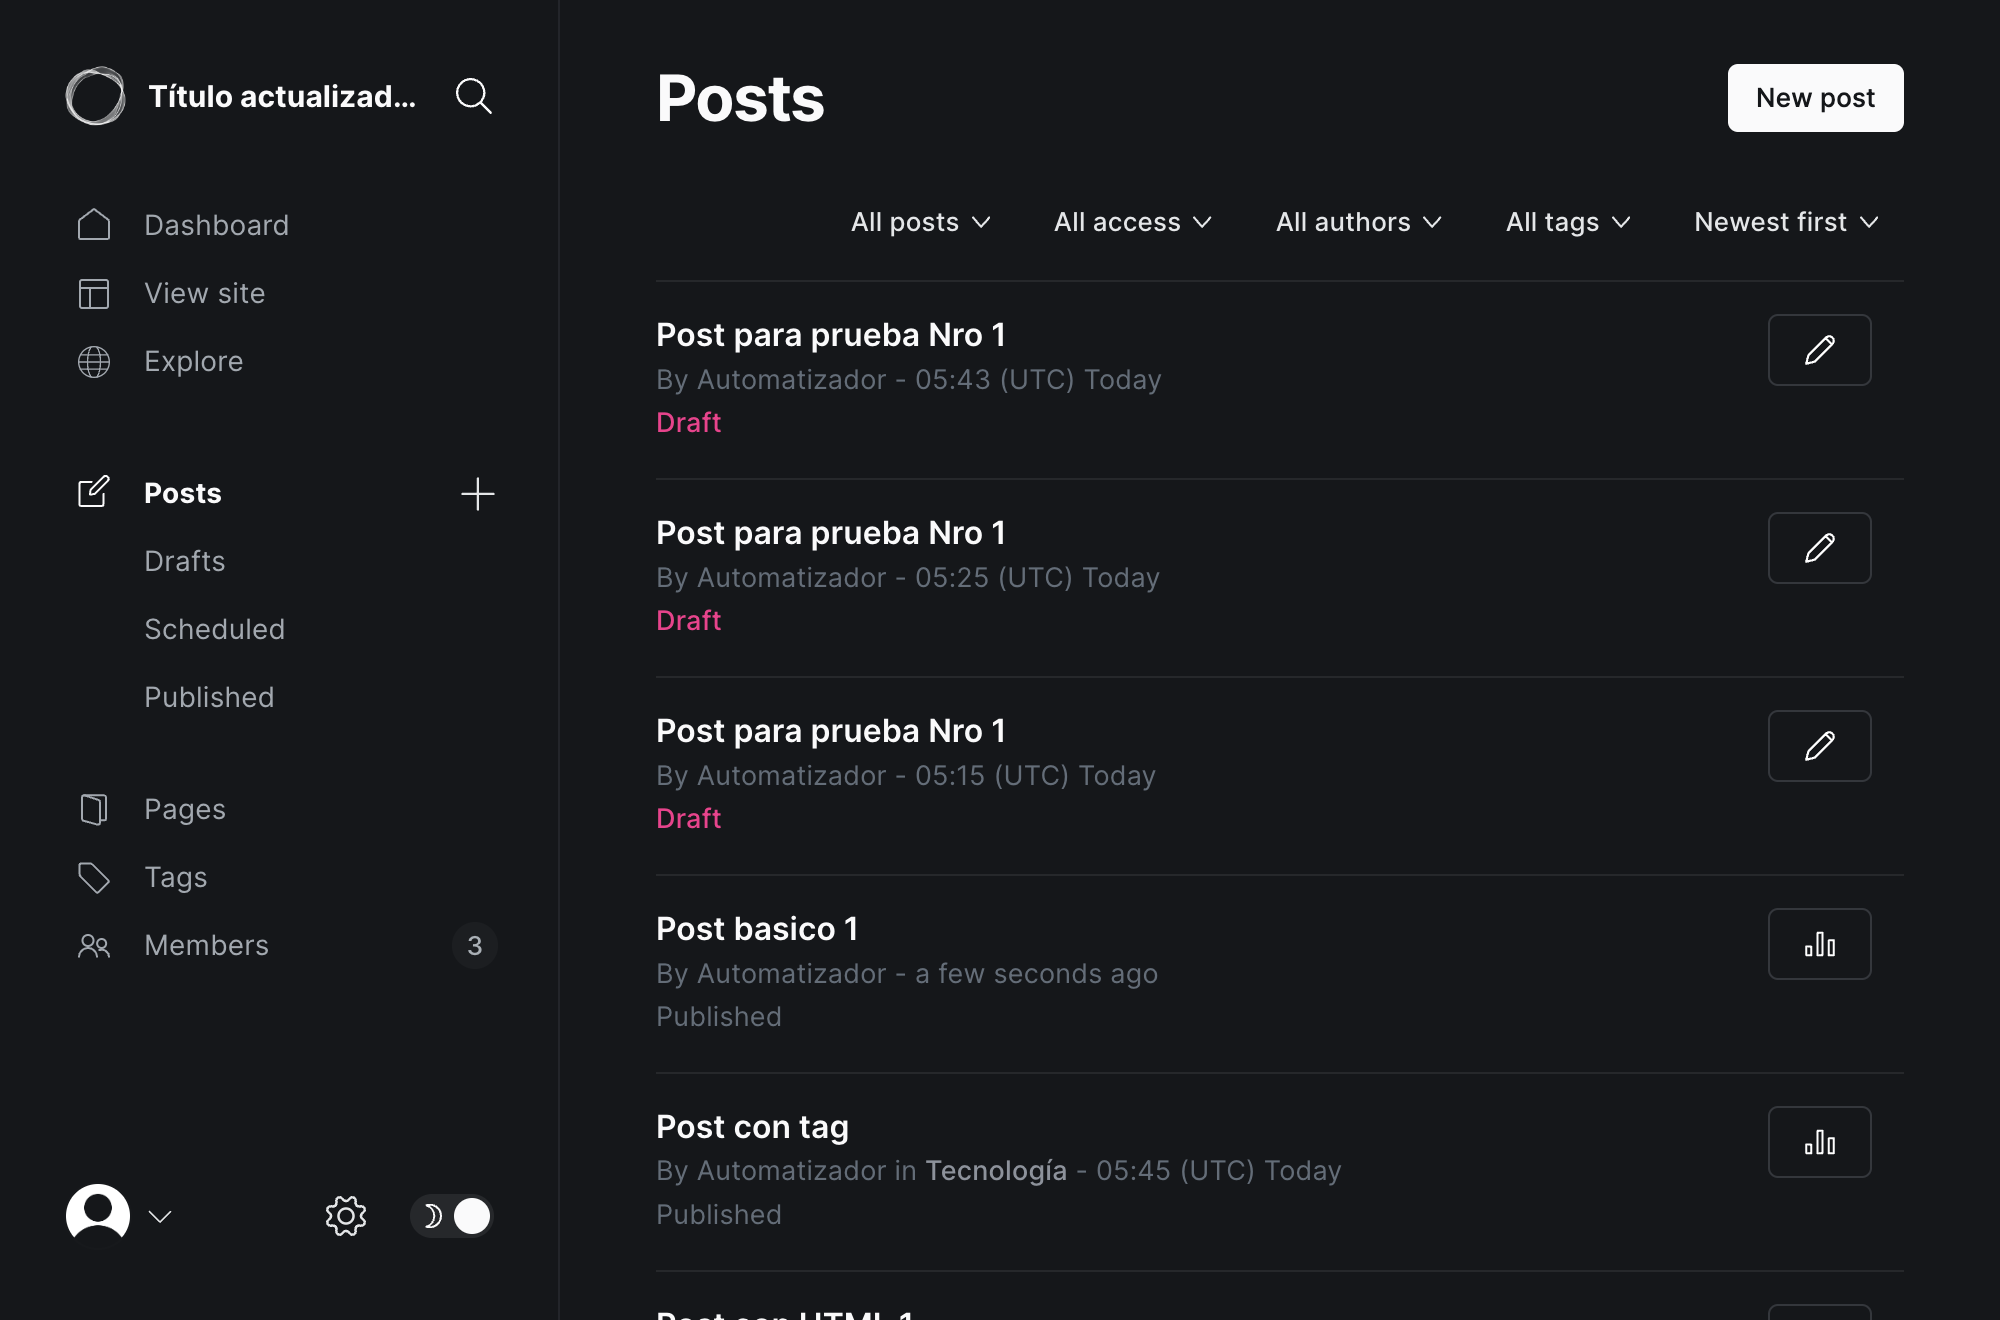 Título actualizad...
Dashboard
View site
Explore
Posts
Drafts
Scheduled
Published
Pages
Tags
Members
3
Posts
New post
All posts
All access
All authors
All tags
Newest first
Post para prueba Nro 1
By Automatizador - 05:43 (UTC) Today
Draft
Post para prueba Nro 1
By Automatizador - 05:25 (UTC) Today
Draft
Post para prueba Nro 1
By Automatizador - 05:15 (UTC) Today
Draft
Post basico 1
By Automatizador - a few seconds ago
Published
Post con tag
By Automatizador in Tecnología - 05:45 (UTC) Today
Published
Post con HTML 1